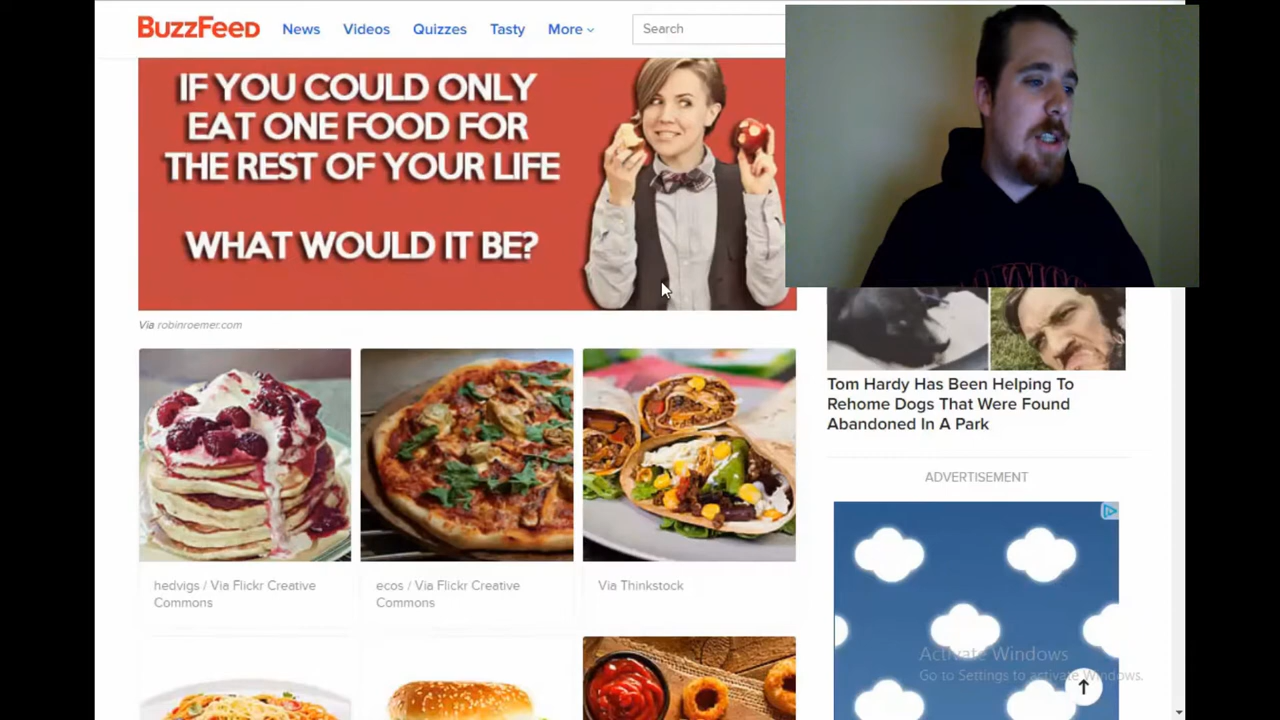 BuzzFeed
News
Videos
Quizzes
Tasty
More
Search
IF YOU COULD ONLY
EAT ONE FOOD FOR
THE REST OF YOUR LIFE
WHAT WOULD IT BE?
Via robinroemer.com
Tom Hardy Has Been Helping To
Rehome Dogs That Were Found
Abandoned In A Park
ADVERTISEMENT
hedvigs / Via Flickr Creative
Commons
ecos / Via Flickr Creative
Commons
Via Thinkstock
Activate Windows
Go to Settings to activate Windows.